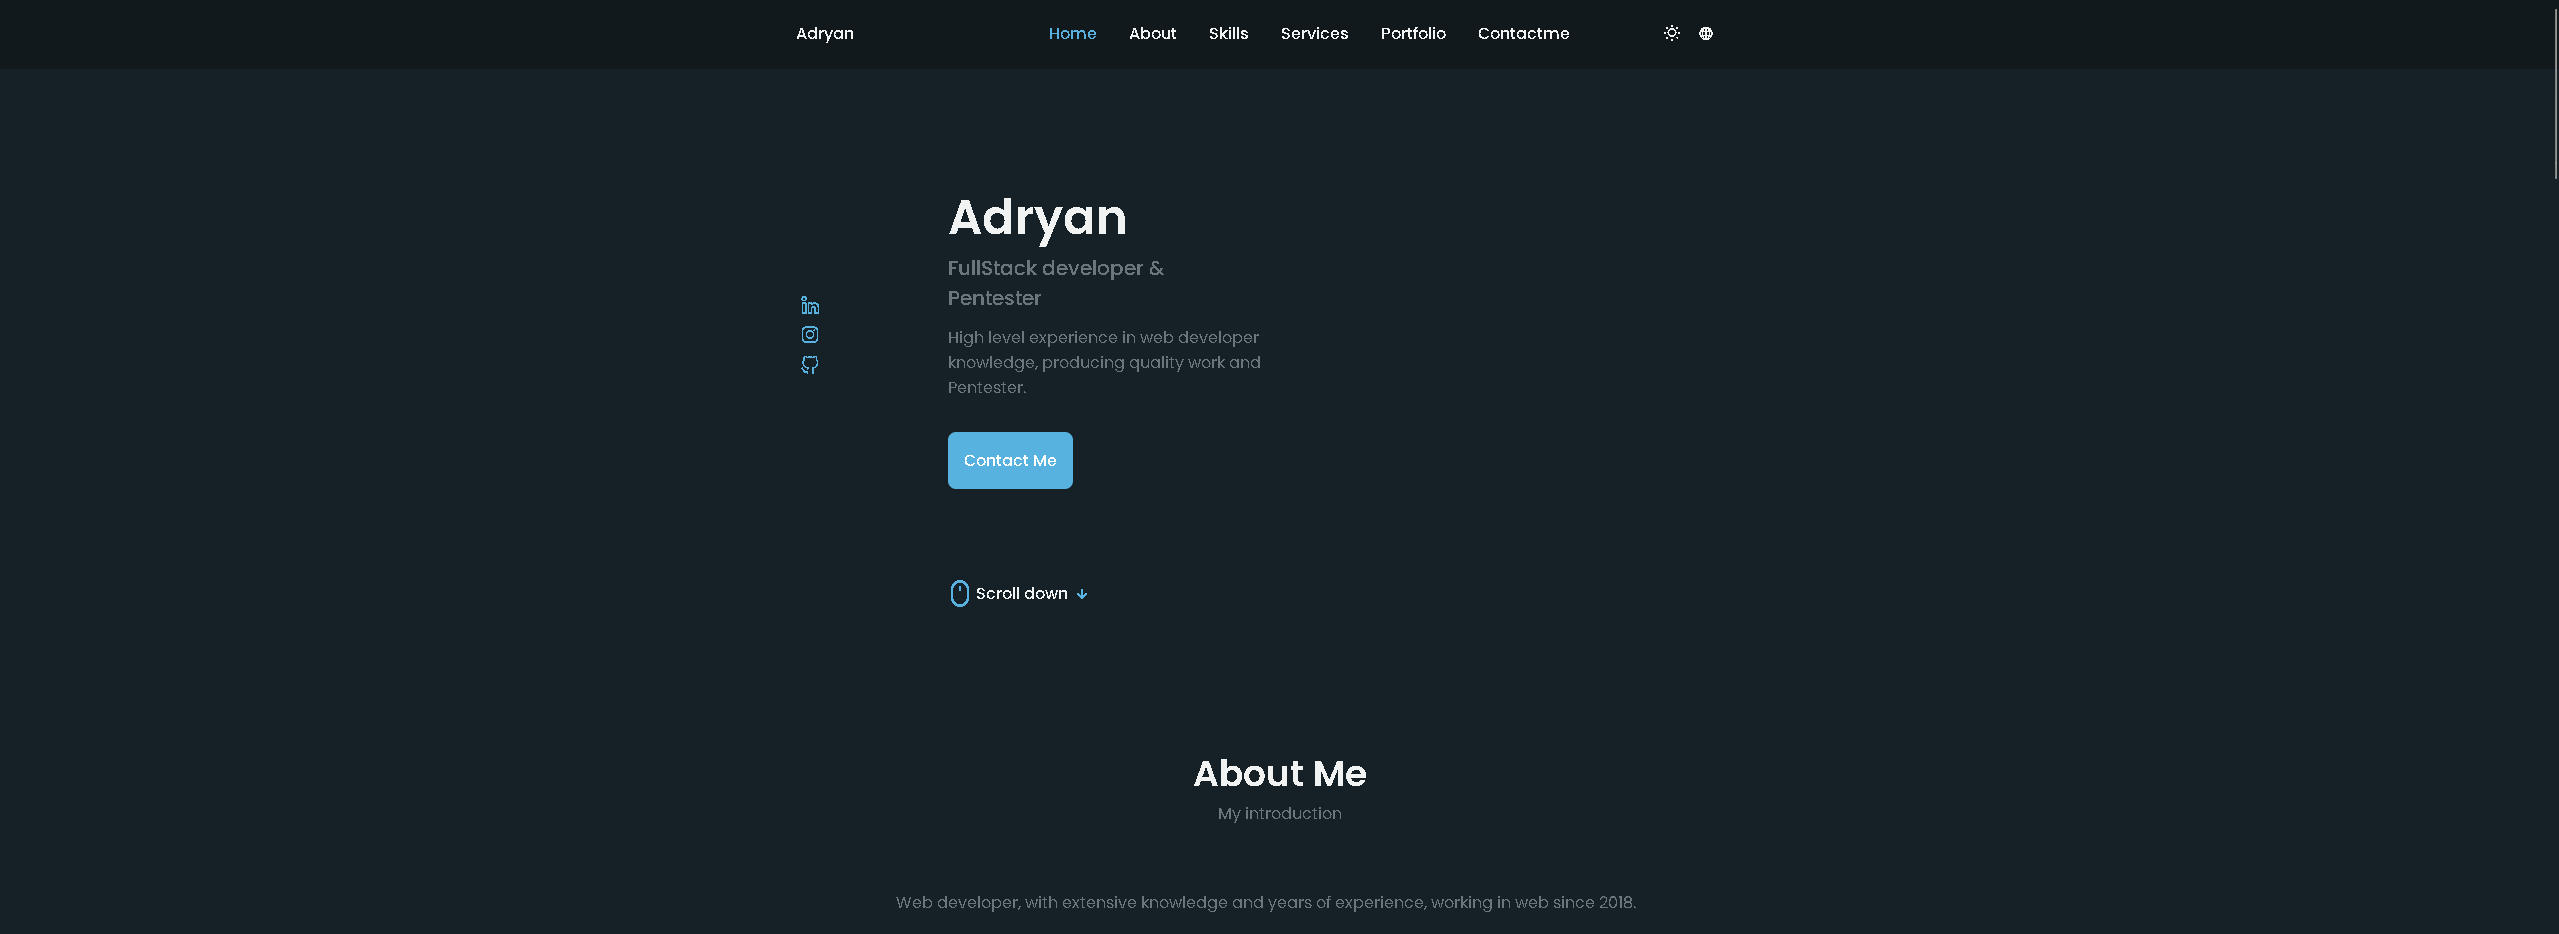 Adryan
Home
About
Skills
Services
Portfolio
Contactme
Adryan
FullStack developer &
Pentester
High level experience in web developer
knowledge, producing quality work and
Pentester.
Contact Me
Scroll down
About Me
My introduction
Web developer, with extensive knowledge and years of experience, working in web since 2018.